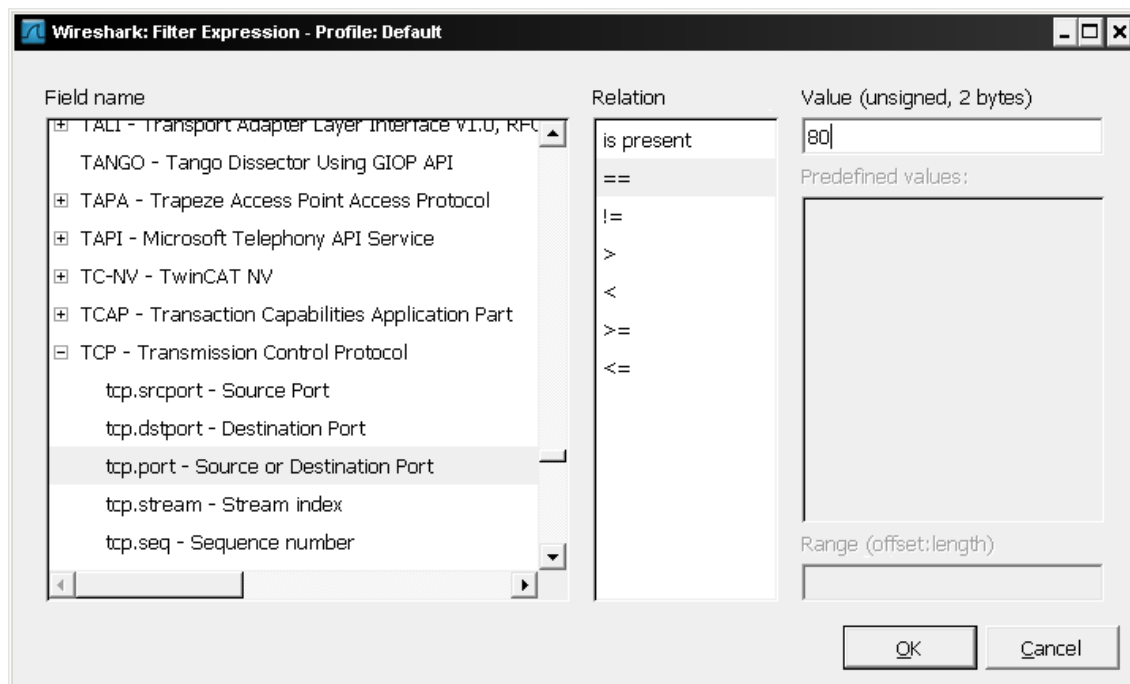 Wireshark: Filter Expression - Profile: Default
Field name
TALI - Transport Adapter Layer Interface v1.0, RFC
TANGO - Tango Dissector Using GIOP API
TAPA - Trapeze Access Point Access Protocol
TAPI - Microsoft Telephony API Service
TC-NV - TwinCAT NV
TCAP - Transaction Capabilities Application Part
TCP - Transmission Control Protocol
tcp.srcport - Source Port
tcp.dstport - Destination Port
tcp.port - Source or Destination Port
tcp.stream - Stream index
tcp.seq - Sequence number
Relation
is present
==
!=
>
<
>=
<=
Value (unsigned, 2 bytes)
80
Predefined values:
Range (offset:length)
OK
Cancel